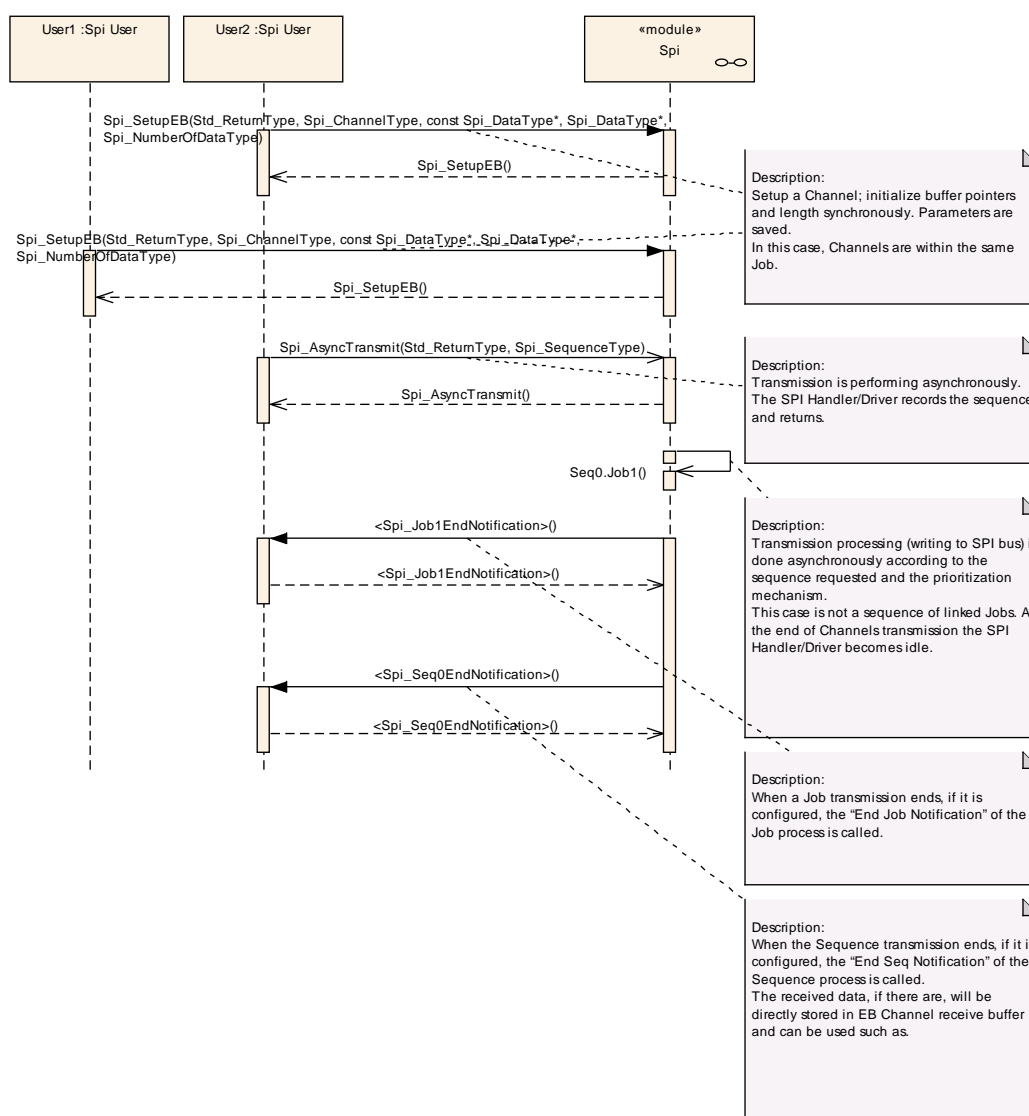 User1 :Spi User
User2 :Spi User
«module»
Spi
Spi_SetupEB(Std_ReturnType, Spi_ChannelType, const Spi_DataType*, Spi_DataType*,
Spi_NumberOfDataType)
Spi_SetupEB()
Description:
Setup a Channel; initialize buffer pointers
and length synchronously. Parameters are
saved.
In this case, Channels are within the same
Job.
Spi_SetupEB(Std_ReturnType, Spi_ChannelType, const Spi_DataType*, Spi_DataType*,
Spi_NumberOfDataType)
Spi_SetupEB()
Spi_AsyncTransmit(Std_ReturnType, Spi_SequenceType)
Spi_AsyncTransmit()
Description:
Transmission is performing asynchronously.
The SPI Handler/Driver records the sequence
and returns.
Seq0.Job1()
Description:
Transmission processing (writing to SPI bus) i
done asynchronously according to the
sequence requested and the prioritization
mechanism.
This case is not a sequence of linked Jobs. A
the end of Channels transmission the SPI
Handler/Driver becomes idle.
<Spi_Job1EndNotification>()
<Spi_Job1EndNotification>()
<Spi_Seq0EndNotification>()
<Spi_Seq0EndNotification>()
Description:
When a Job transmission ends, if it is
configured, the “End Job Notification” of the
Job process is called.
Description:
When the Sequence transmission ends, if it i
configured, the “End Seq Notification” of the
Sequence process is called.
The received data, if there are, will be
directly stored in EB Channel receive buffer
and can be used such as.